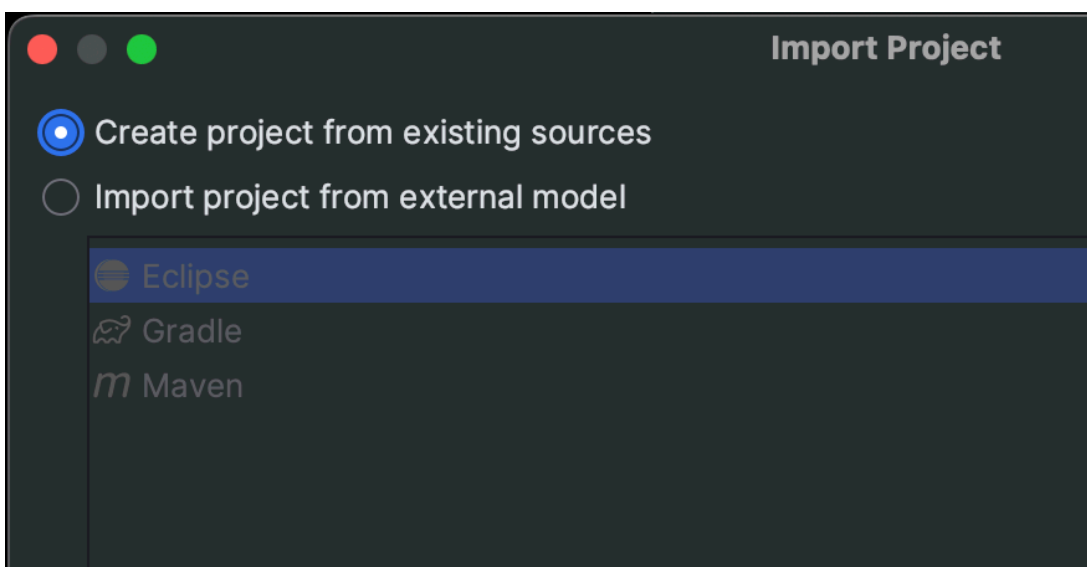 Import Project
Create project from existing sources
Import project from external model
Eclipse
Gradle
Maven